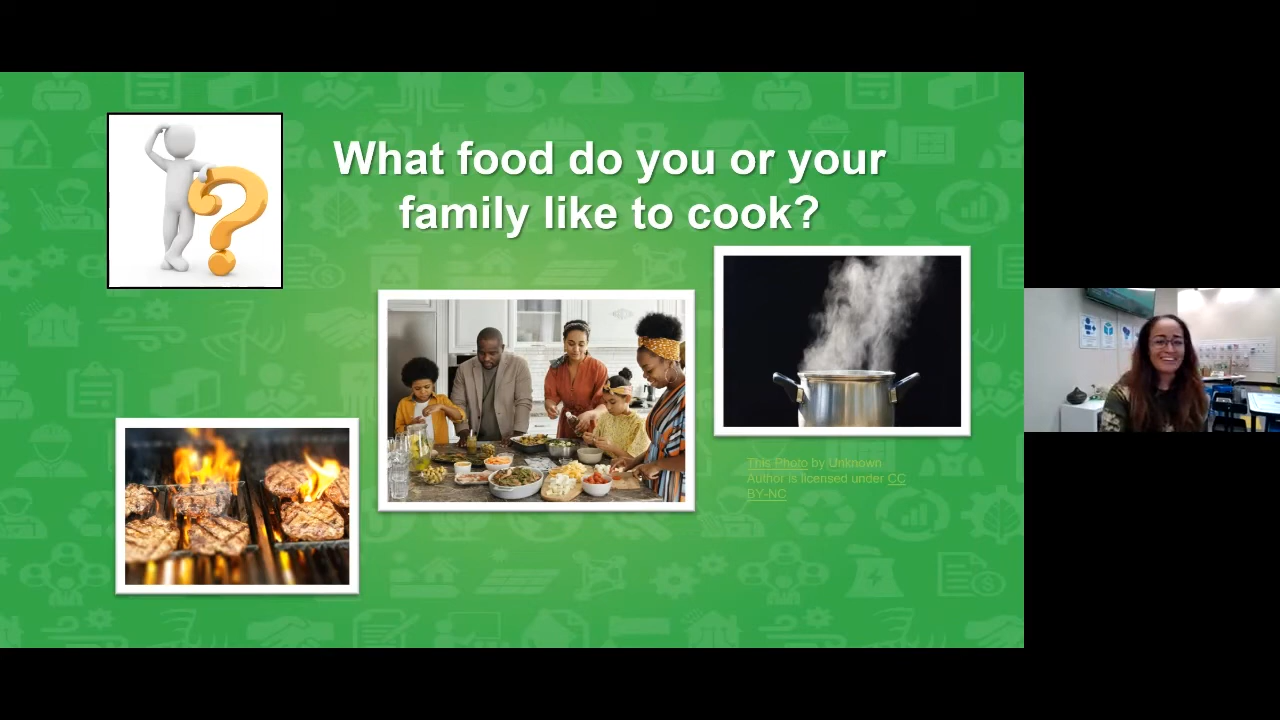 What food do you or your
family like to cook?
This Photo by Unknown
Author is licensed under CC
BY-NC